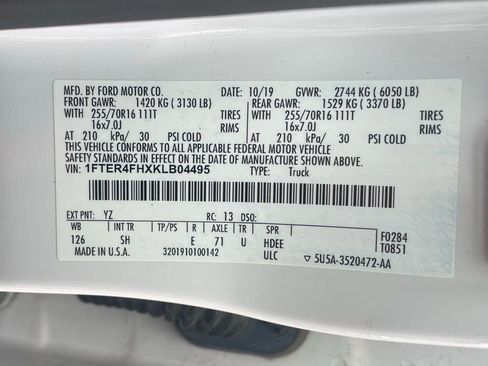 MFD. BY FORD MOTOR CO. 10/19 GVWR: 2744 KG ( 6050 LB)
FRONT GAWR: 1420 KG ( 3130 LB) REAR GAWR: 1529 KG ( 3370 LB)
WITH 255/70R16 111T TIRES WITH 255/70R16 111T TIRES
16x7.0J RIMS 16x7.0J RIMS
AT 210 kPa/ 30 PSI COLD AT 210 kPa/ 30 PSI COLD
THIS VEHICLE CONFORMS TO ALL APPLICABLE FEDERAL MOTOR VEHICLE
SAFETY STANDARDS IN EFFECT ON THE DATE OF MANUFACTURE SHOWN ABOVE.
VIN: 1FTER4FHXKLB04495 TYPE: Truck
EXT PNT: YZ RC: 13 DSO:
WB INT TR TP/PS R AXLE TR SPR
126 SH E 71 U HDEE F0284
ULC T0851
MADE IN U.S.A. 3201910100142 ▽ 5U5A-3520472-AA